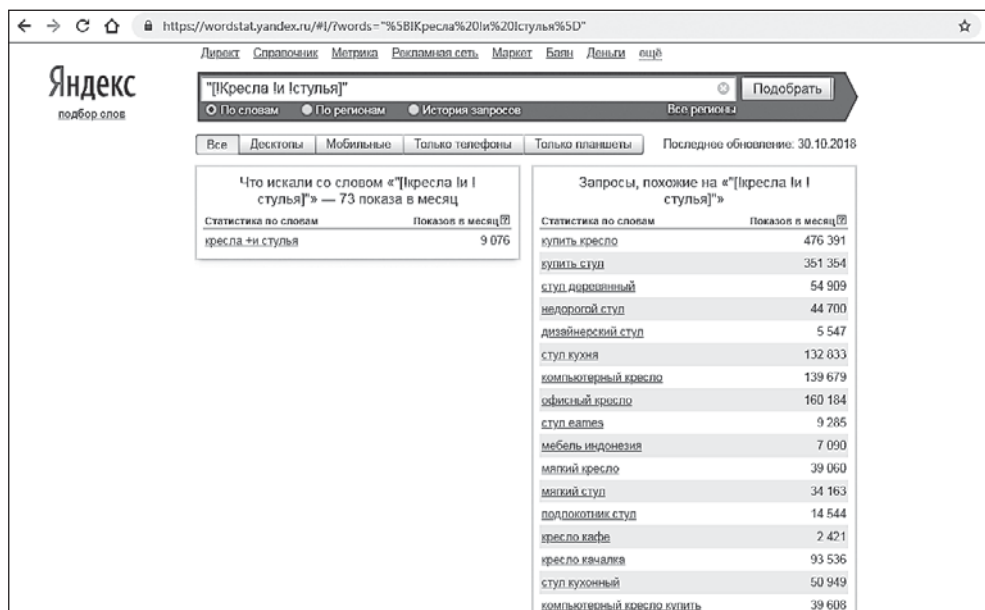 https://wordstat.yandex.ru/#!/?words="%5B!Кресла%20!и%20!стулья%5D"
Директ Справочник Метрика Рекламная сеть Маркет Баян Деньги ещё
Яндекс
подбор слов
"[!Кресла !и !стулья]"
Подобрать
По словам По регионам История запросов Все регионы
Все Десктопы Мобильные Только телефоны Только планшеты Последнее обновление: 30.10.2018
Что искали со словом «"[!кресла !и !
стулья]"» — 73 показа в месяц
Статистика по словам Показов в месяц ?
кресла +и стулья 9 076
Запросы, похожие на «"[!кресла !и !
стулья]"»
Статистика по словам Показов в месяц ?
купить кресло 476 391
купить стул 351 354
стул деревянный 54 909
недорогой стул 44 700
дизайнерский стул 5 547
стул кухня 132 833
компьютерный кресло 139 679
офисный кресло 160 184
стул eames 9 285
мебель индонезия 7 090
мягкий кресло 39 060
мягкий стул 34 163
подлокотник стул 14 544
кресло кафе 2 421
кресло качалка 93 536
стул кухонный 50 949
компьютерный кресло купить 39 608